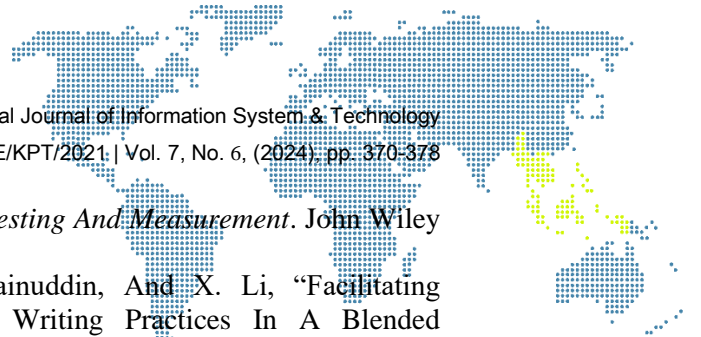 al Journal of Information System & Technology
E/KPT/2021 | Vol. 7, No. 6, (2024), pp. 370-378
esting And Measurement. John Wiley
ainuddin, And X. Li, “Facilitating
Writing Practices In A Blended